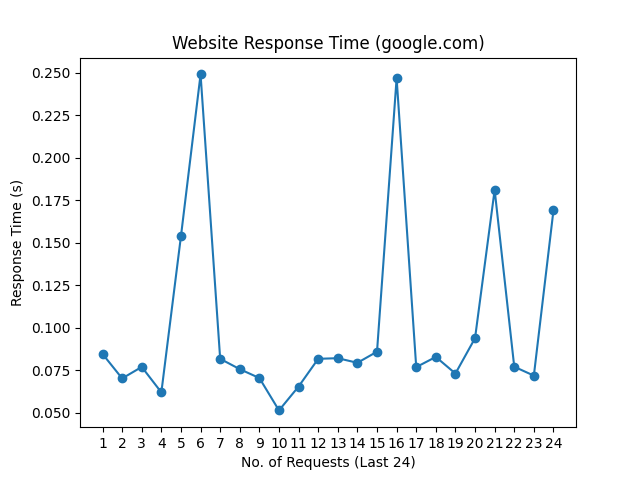 Website Response Time (google.com)
Response Time (s)
0.250
0.225
0.200
0.175
0.150
0.125
0.100
0.075
0.050
1 2 3 4 5 6 7 8 9 10 11 12 13 14 15 16 17 18 19 20 21 22 23 24
No. of Requests (Last 24)